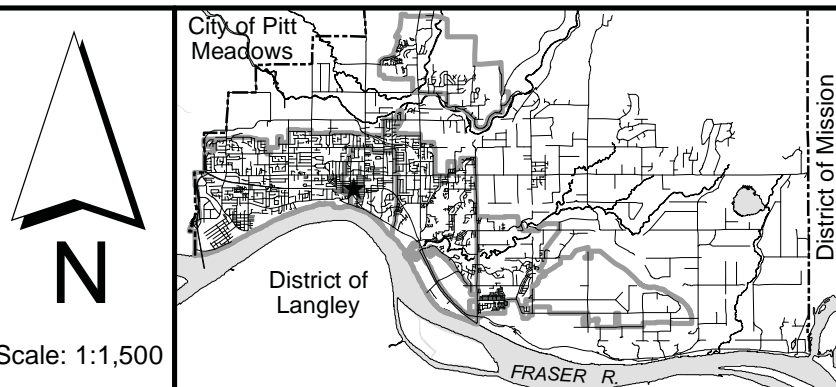 City of Pitt
Meadows
District of Mission
District of
Langley
FRASER R.
N
Scale: 1:1,500